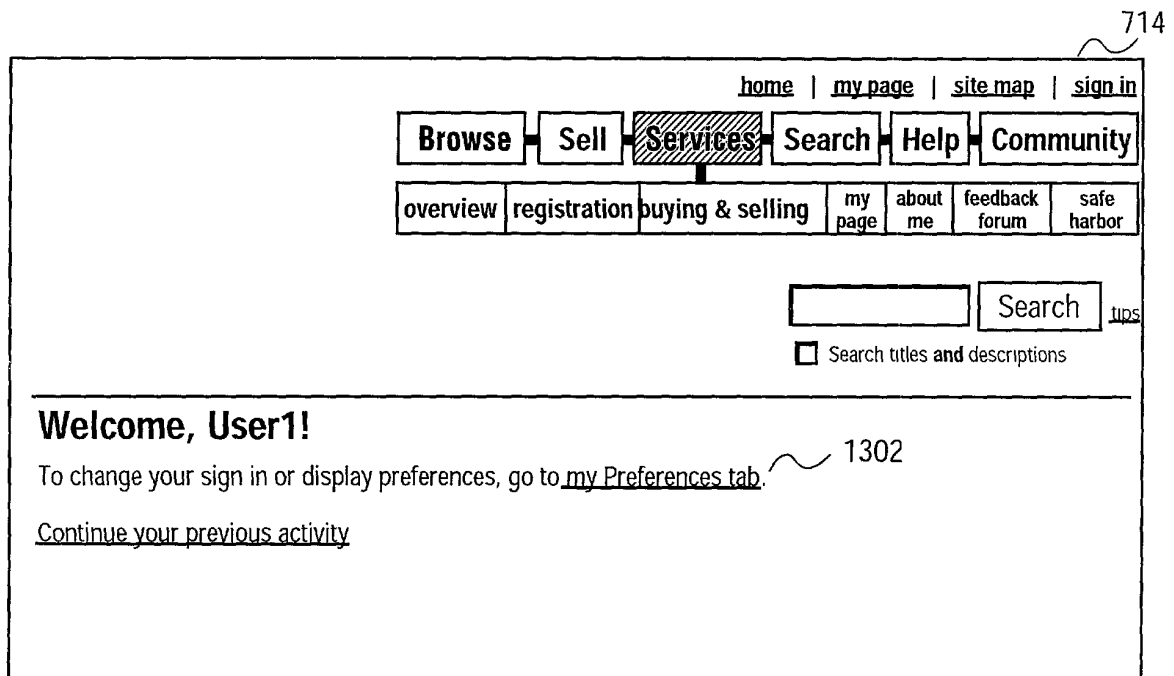 714
home | my page | site map | sign in
Browse Sell Services Search Help Community
overview registration buying & selling my page about me feedback forum safe harbor
Search tips
Search titles and descriptions
Welcome, User1!
To change your sign in or display preferences, go to my Preferences tab.
1302
Continue your previous activity